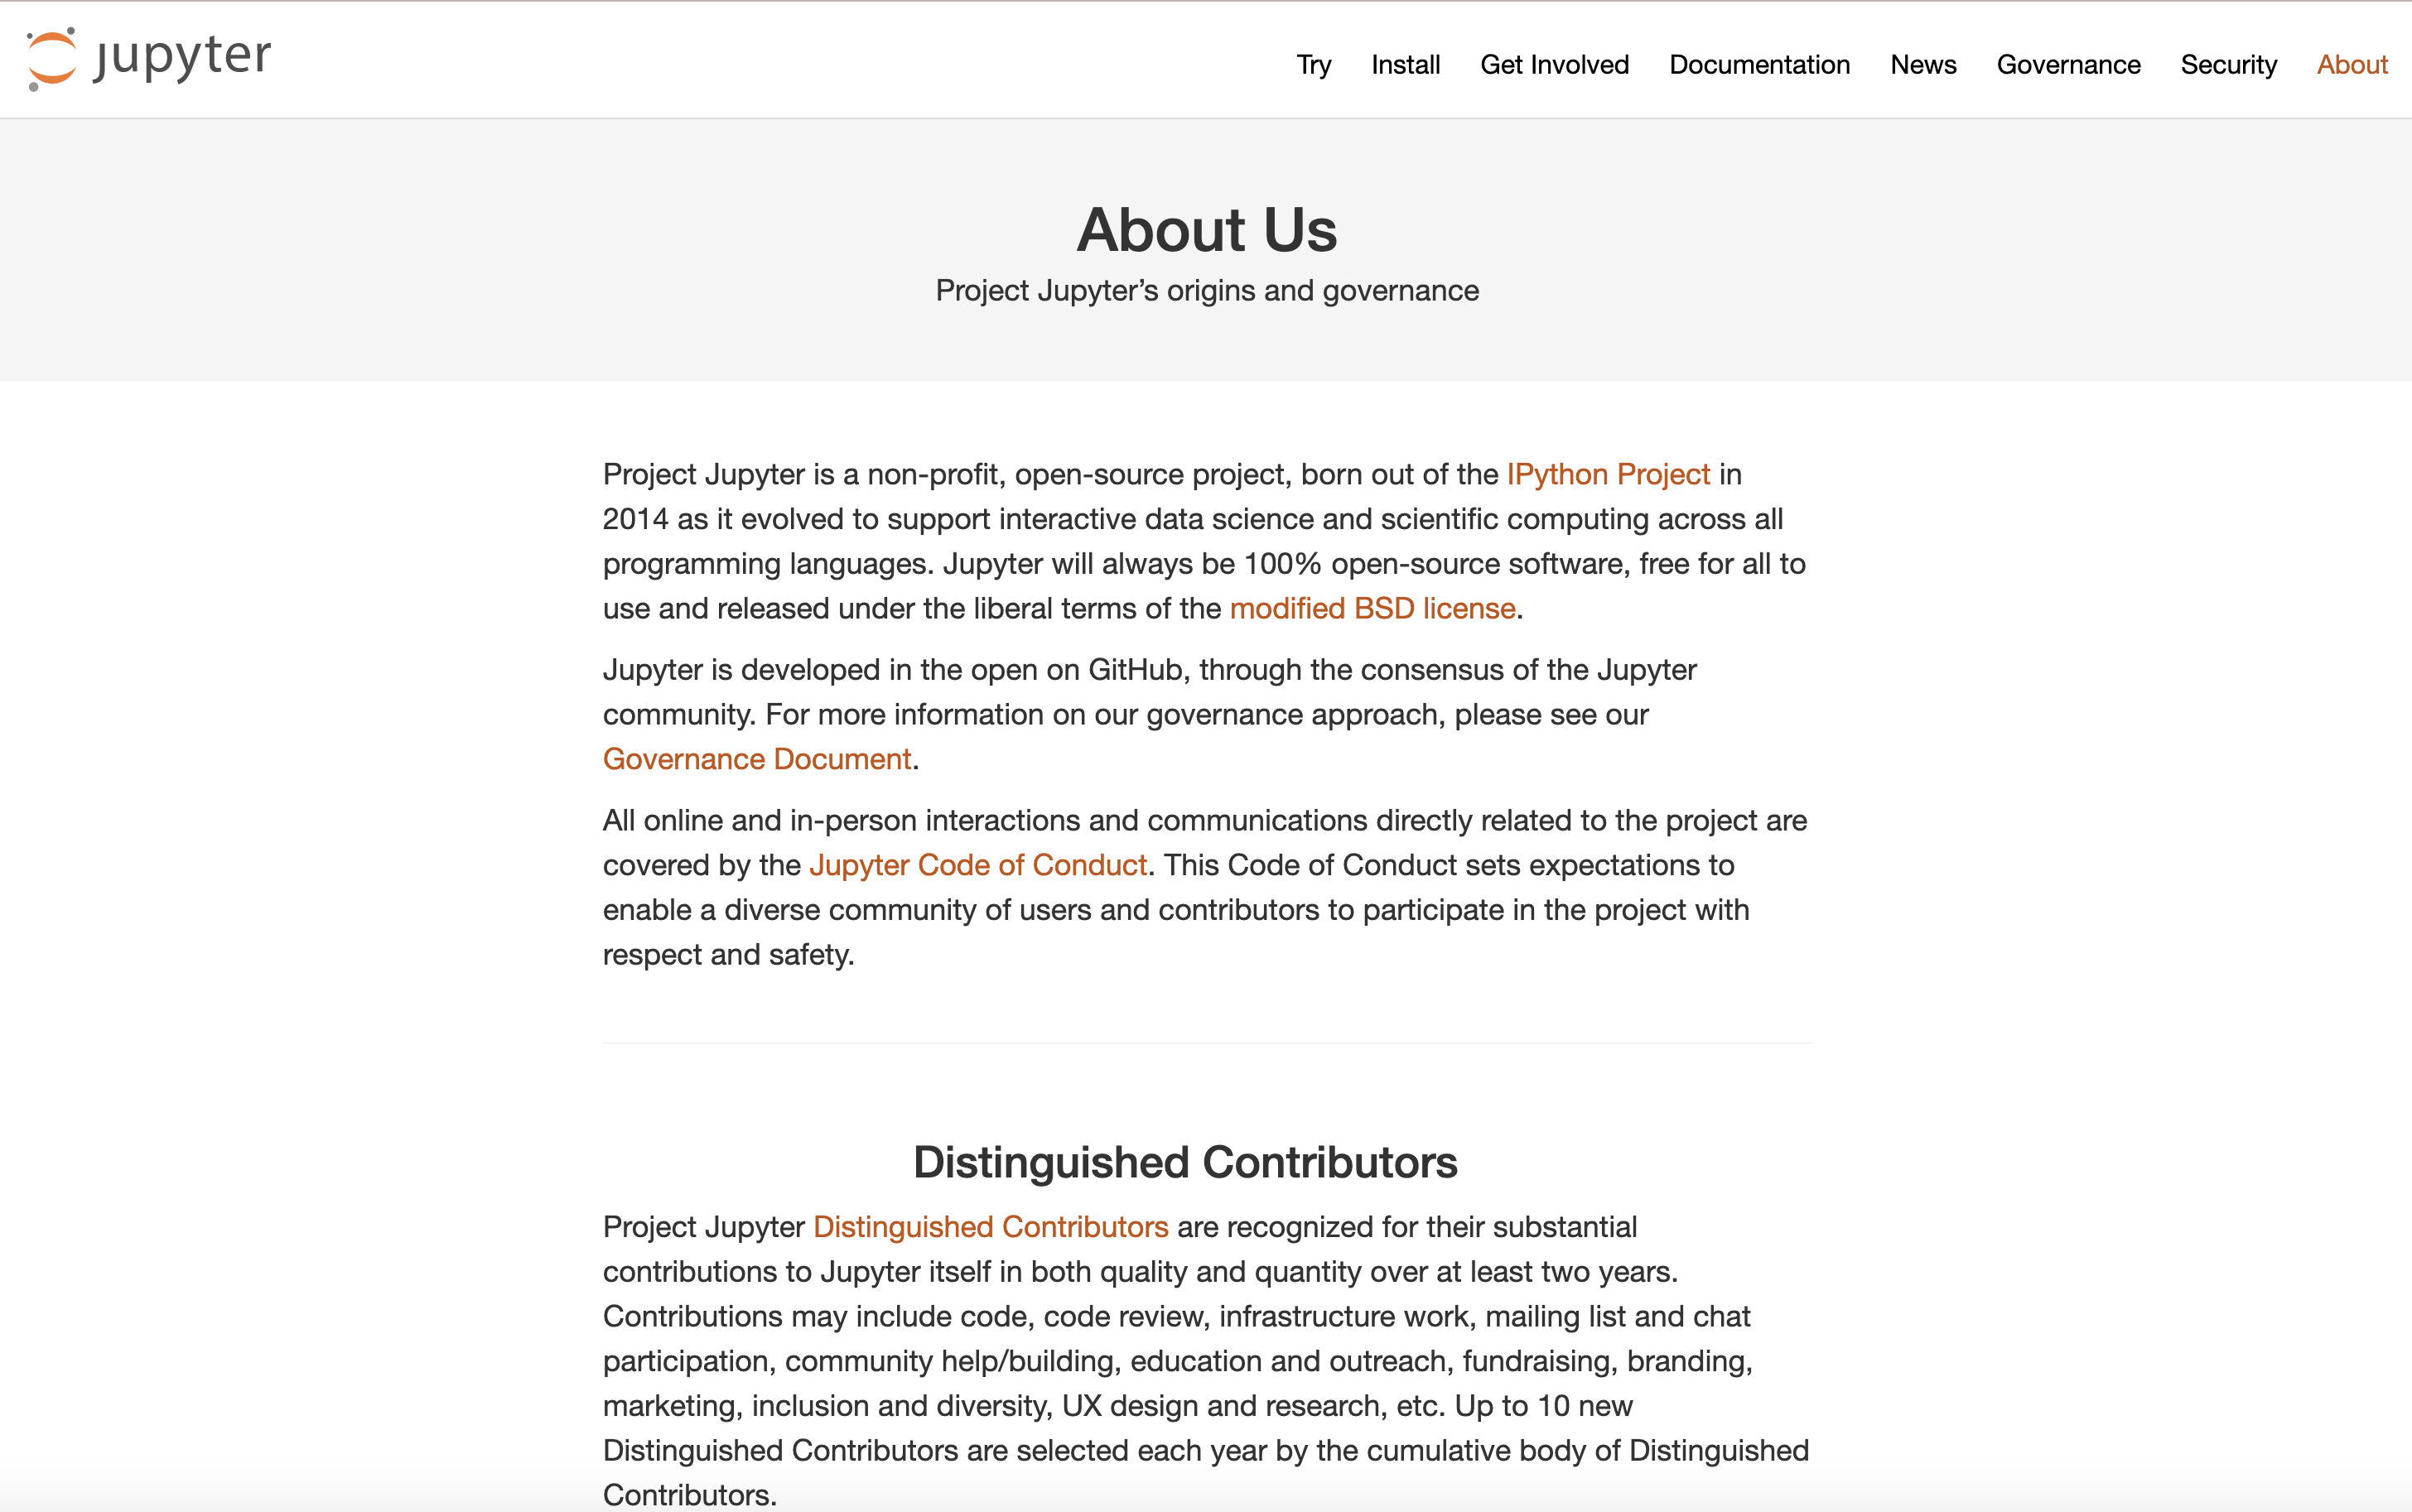 jupyter
Try Install Get Involved Documentation News Governance Security About
About Us
Project Jupyter’s origins and governance
Project Jupyter is a non-profit, open-source project, born out of the IPython Project in
2014 as it evolved to support interactive data science and scientific computing across all
programming languages. Jupyter will always be 100% open-source software, free for all to
use and released under the liberal terms of the modified BSD license.
Jupyter is developed in the open on GitHub, through the consensus of the Jupyter
community. For more information on our governance approach, please see our
Governance Document.
All online and in-person interactions and communications directly related to the project are
covered by the Jupyter Code of Conduct. This Code of Conduct sets expectations to
enable a diverse community of users and contributors to participate in the project with
respect and safety.
Distinguished Contributors
Project Jupyter Distinguished Contributors are recognized for their substantial
contributions to Jupyter itself in both quality and quantity over at least two years.
Contributions may include code, code review, infrastructure work, mailing list and chat
participation, community help/building, education and outreach, fundraising, branding,
marketing, inclusion and diversity, UX design and research, etc. Up to 10 new
Distinguished Contributors are selected each year by the cumulative body of Distinguished
Contributors.